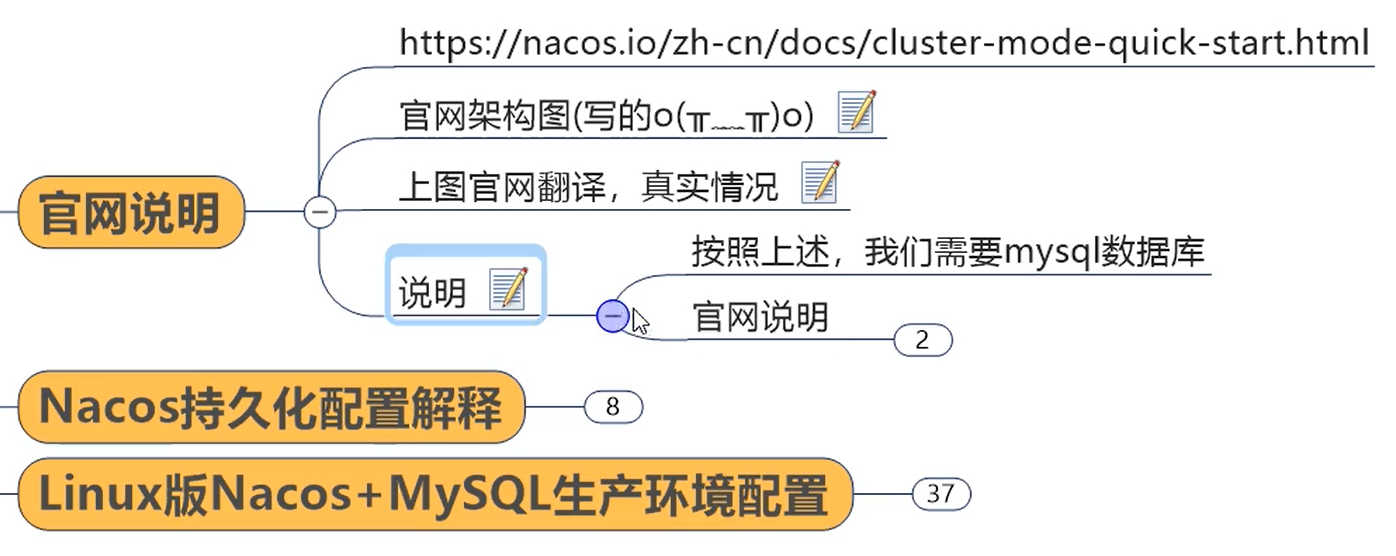 https://nacos.io/zh-cn/docs/cluster-mode-quick-start.html
官网架构图(写的o(╥﹏╥)o)
上图官网翻译，真实情况
官网说明
按照上述，我们需要mysql数据库
说明
官网说明
2
Nacos持久化配置解释
8
Linux版Nacos+MySQL生产环境配置
37